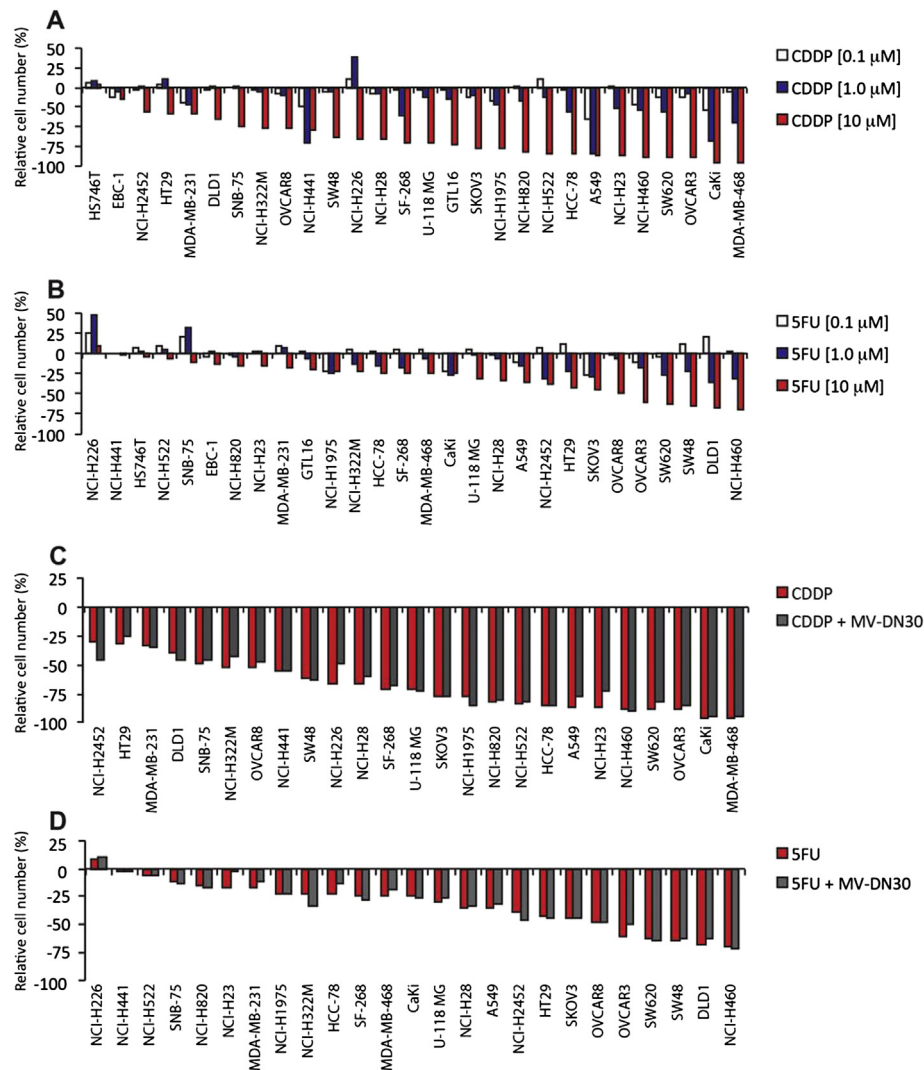 A
Relative cell number (%)
50
25
0
-50
-25
-75
-100
HS746T
EBC-1
NCI-H2452
HT29
MDA-MB-231
DLD1
SNB-75
NCI-H322M
OVCAR8
NCI-H441
SW48
NCI-H226
NCI-H28
SF-268
U-118 MG
GTL16
SKOV3
NCI-H1975
NCI-H820
NCI-H522
HCC-78
A549
NCI-H23
NCI-H460
SW620
OVCAR3
CaKi
MDA-MB-468
CDDP [0.1 µM]
CDDP [1.0 µM]
CDDP [10 µM]
B
Relative cell number (%)
50
25
0
-25
-50
-75
-100
NCI-H226
NCI-H441
HS746T
NCI-H522
SNB-75
EBC-1
NCI-H820
NCI-H23
MDA-MB-231
GTL16
NCI-H1975
NCI-H322M
HCC-78
SF-268
MDA-MB-468
CaKi
U-118 MG
NCI-H28
A549
NCI-H2452
HT29
SKOV3
OVCAR8
OVCAR3
SW620
SW48
DLD1
NCI-H460
5FU [0.1 µM]
5FU [1.0 µM]
5FU [10 µM]
C
Relative cell number (%)
25
0
-25
-50
-75
-100
NCI-H2452
HT29
MDA-MB-231
DLD1
SNB-75
NCI-H322M
OVCAR8
NCI-H441
SW48
NCI-H226
NCI-H28
SF-268
U-118 MG
SKOV3
NCI-H1975
NCI-H820
NCI-H522
HCC-78
A549
NCI-H23
NCI-H460
SW620
OVCAR3
CaKi
MDA-MB-468
CDDP
CDDP + MV-DN30
D
Relative cell number (%)
25
0
-25
-50
-75
-100
NCI-H226
NCI-H441
NCI-H522
SNB-75
NCI-H820
NCI-H23
MDA-MB-231
NCI-H1975
NCI-H322M
HCC-78
SF-268
MDA-MB-468
CaKi
U-118 MG
NCI-H28
A549
NCI-H2452
HT29
SKOV3
OVCAR8
OVCAR3
SW620
SW48
DLD1
NCI-H460
5FU
5FU + MV-DN30